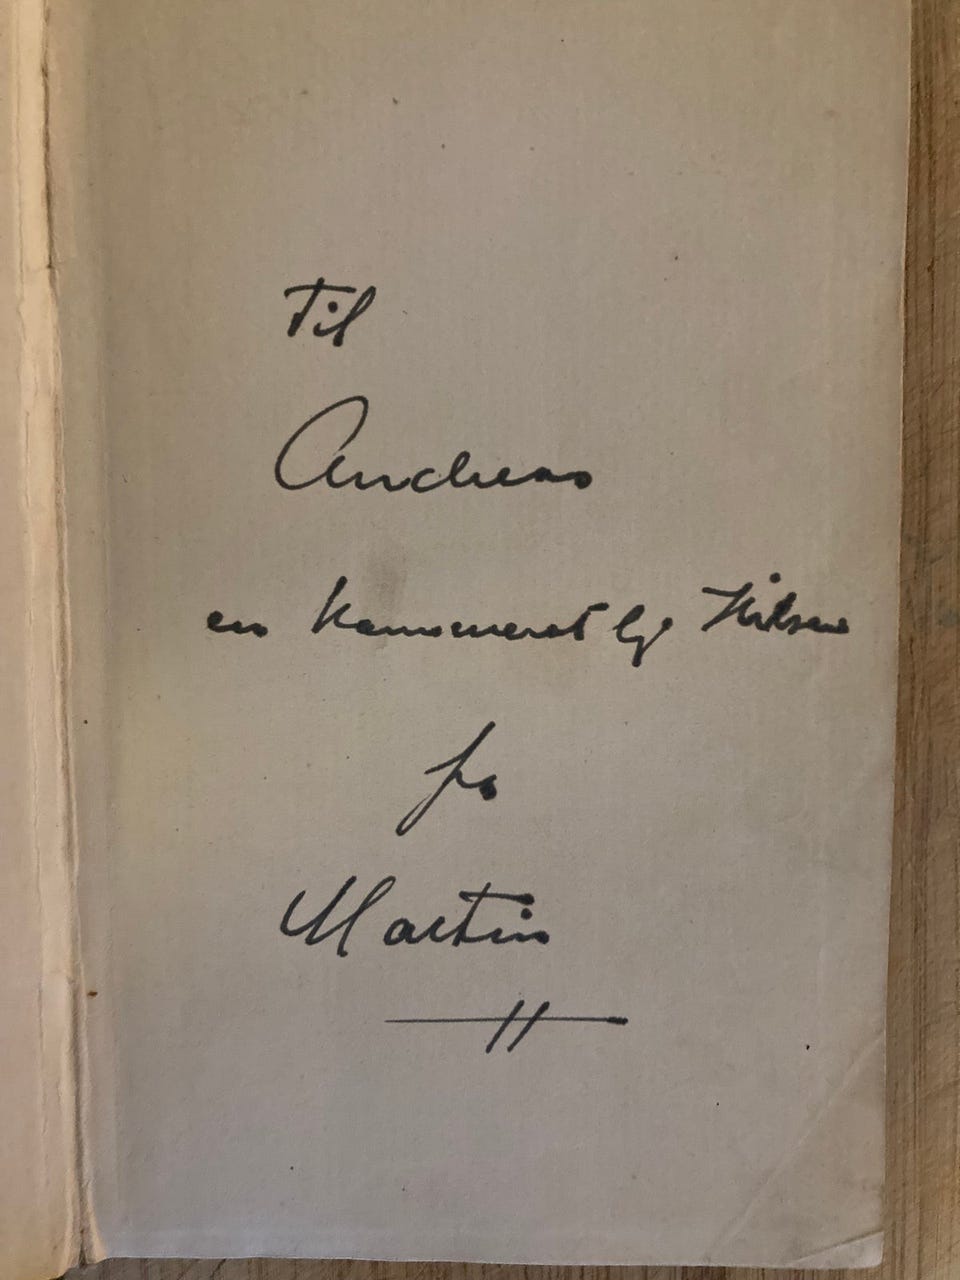 Til
Andreas
en kammeratlig Hilsen
fra
Martin